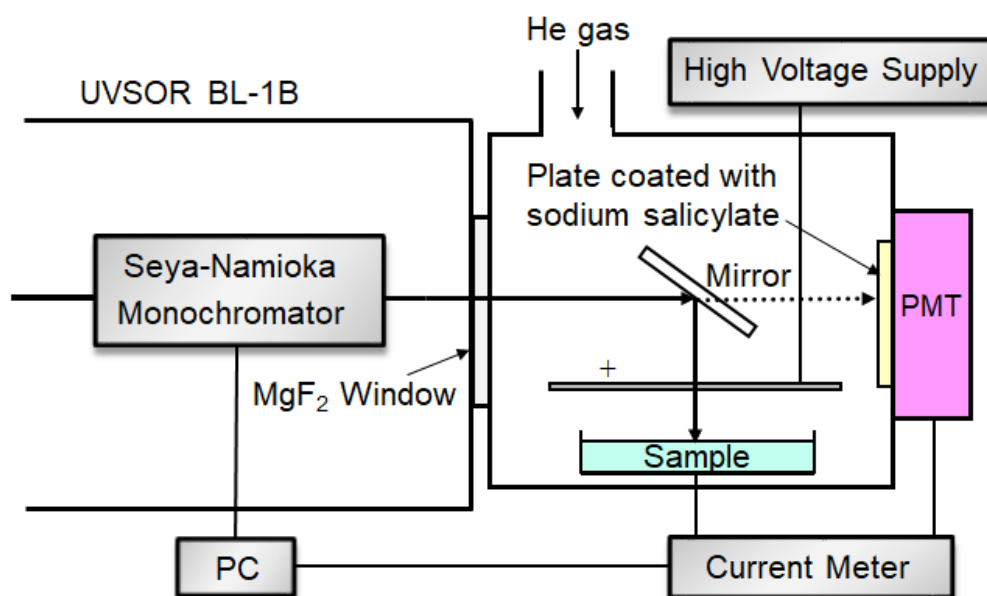 He gas
High Voltage Supply
UVSOR BL-1B
Plate coated with
sodium salicylate
Seya-Namioka
Monochromator
Mirror
PMT
+
MgF₂ Window
Sample
PC
Current Meter